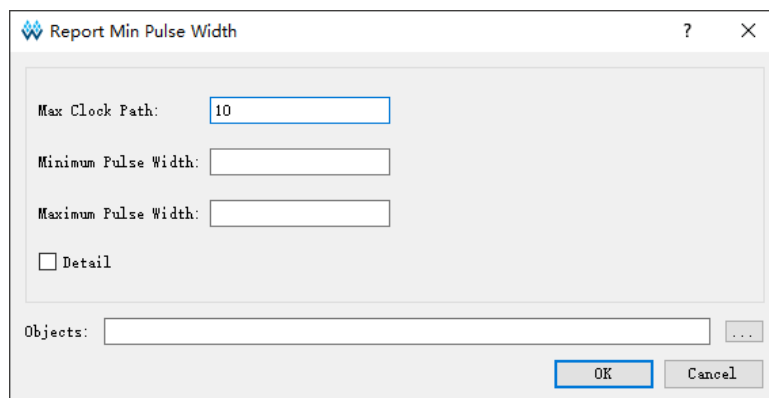 Report Min Pulse Width
?
Max Clock Path: 10
Minimum Pulse Width:
Maximum Pulse Width:
Detail
Objects:
...
OK Cancel